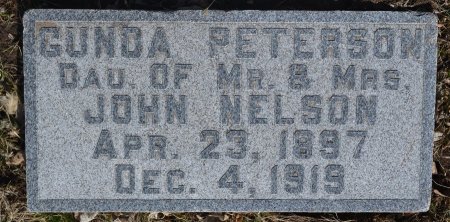 GUNDA PETERSON
DAU. OF MR. & MRS.
JOHN NELSON
APR. 23, 1897
DEC. 4, 1919